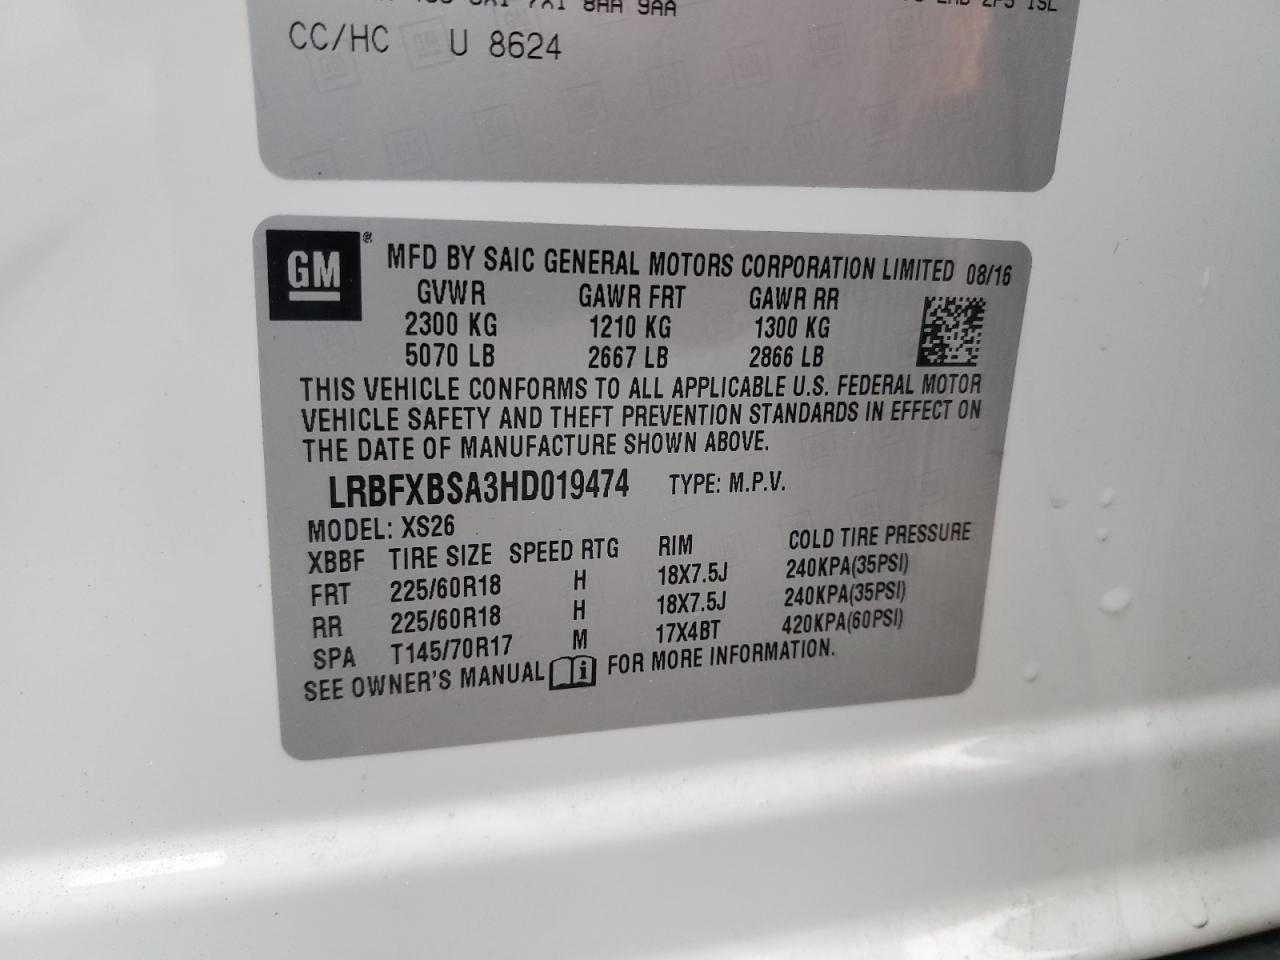 8AA 9AA
CC/HC U 8624
GM
MFD BY SAIC GENERAL MOTORS CORPORATION LIMITED 08/16
GVWR GAWR FRT GAWR RR
2300 KG 1210 KG 1300 KG
5070 LB 2667 LB 2866 LB
THIS VEHICLE CONFORMS TO ALL APPLICABLE U.S. FEDERAL MOTOR
VEHICLE SAFETY AND THEFT PREVENTION STANDARDS IN EFFECT ON
THE DATE OF MANUFACTURE SHOWN ABOVE.
LRBFXBSA3HD019474 TYPE: M.P.V.
MODEL: XS26
XBBF TIRE SIZE SPEED RTG RIM COLD TIRE PRESSURE
FRT 225/60R18 H 18X7.5J 240KPA(35PSI)
RR 225/60R18 H 18X7.5J 240KPA(35PSI)
SPA T145/70R17 M 17X4BT 420KPA(60PSI)
SEE OWNER'S MANUAL FOR MORE INFORMATION.